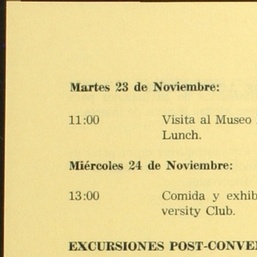 Martes 23 de Noviembre:
11:00 Visita al Museo
Lunch.
Miércoles 24 de Noviembre:
13:00 Comida y exhib
versity Club.
EXCURSIONES POST-CONVE